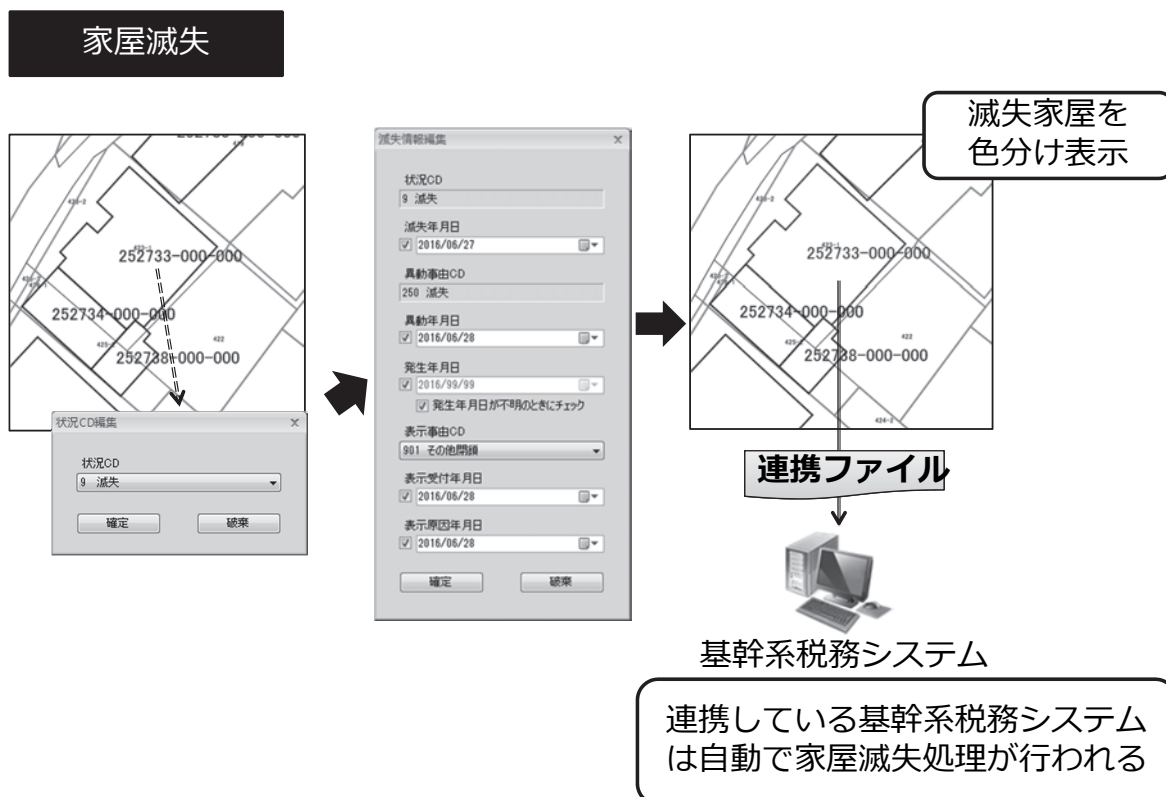 家屋滅失
滅失家屋を
色分け表示
420-2
422-1
252733-000-000
252734-000-000
425-2
422
252738-000-000
状況CD編集
x
状況CD
9 滅失
確定
破棄
滅失情報編集
x
状況CD
9 滅失
滅失年月日
2016/06/27
異動事由CD
250 滅失
異動年月日
2016/06/28
発生年月日
2016/99/99
発生年月日が不明のときにチェック
表示事由CD
901 その他閉鎖
表示受付年月日
2016/06/28
表示原因年月日
2016/06/28
確定
破棄
252733-000-000
252734-000-000
422
252738-000-000
424-2
連携ファイル
基幹系税務システム
連携している基幹系税務システム
は自動で家屋滅失処理が行われる